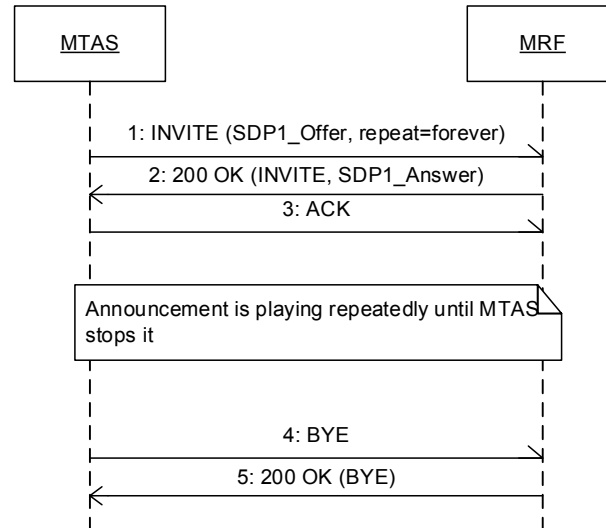 MTAS
MRF
1: INVITE (SDP1_Offer, repeat=forever)
2: 200 OK (INVITE, SDP1_Answer)
3: ACK
Announcement is playing repeatedly until MTAS
stops it
4: BYE
5: 200 OK (BYE)